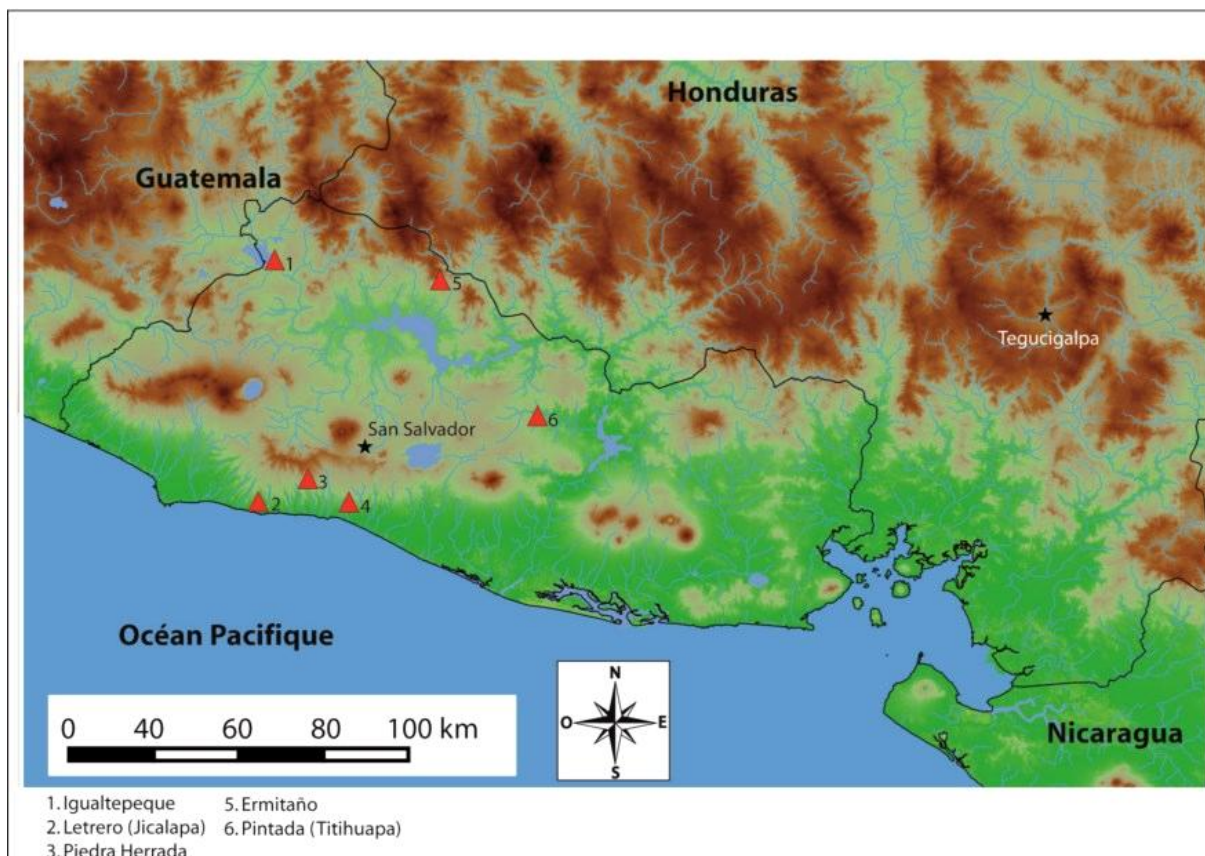 Honduras
Guatemala
1
5
Tegucigalpa
6
San Salvador
3
2
4
Océan Pacifique
N
O E
S
0 40 60 80 100 km
Nicaragua
1. Igualtepeque 5. Ermitaño
2. Letrero (Jicalapa) 6. Pintada (Titihuapa)
3. Piedra Herrada